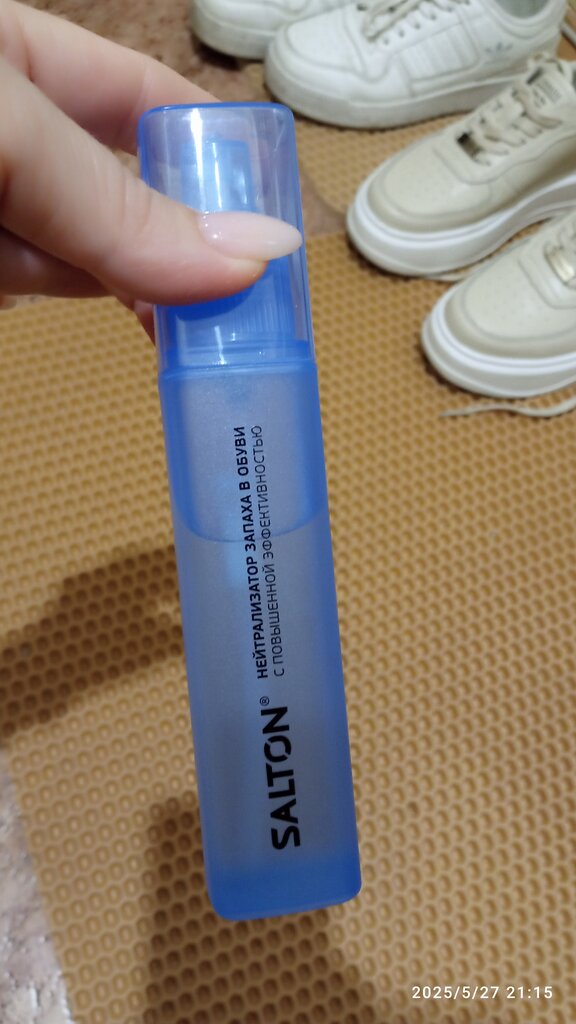 НЕЙТРАЛИЗАТОР ЗАПАХА В ОБУВИ
С ПОВЫШЕННОЙ ЭФФЕКТИВНОСТЬЮ
SALTON®
2025/5/27 21:15